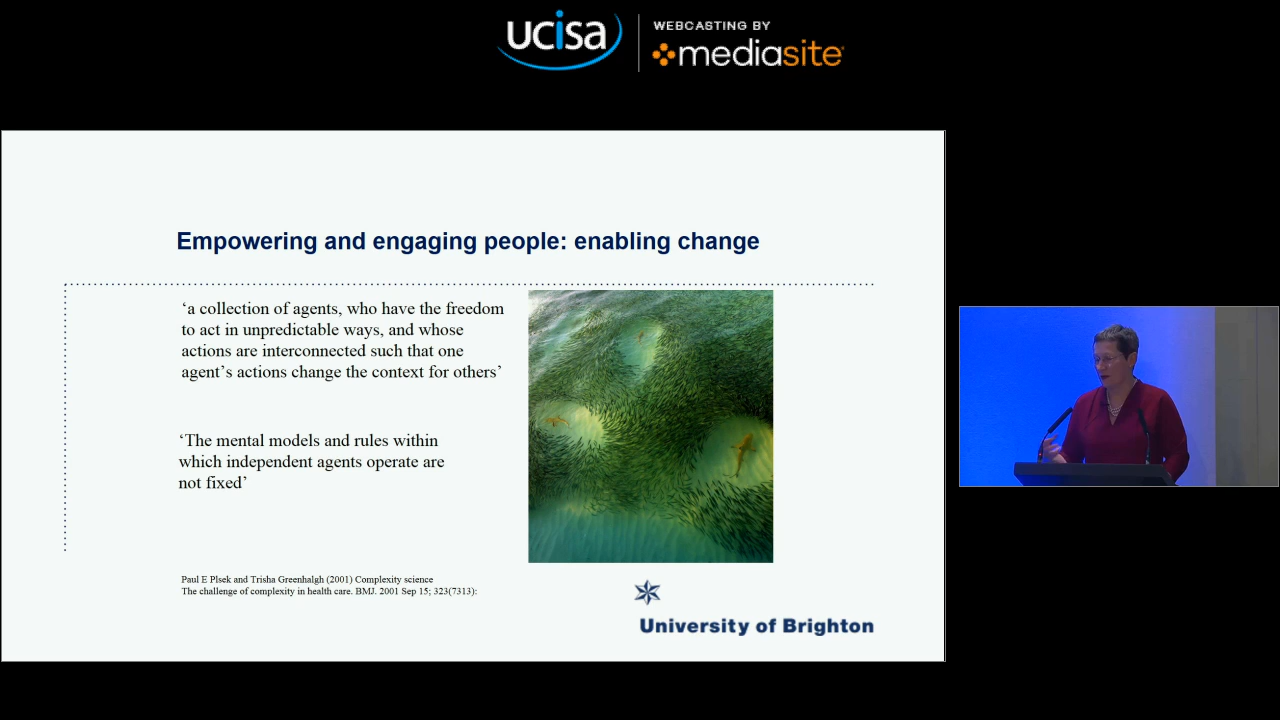 ucisa
WEBCASTING BY
mediasite
Empowering and engaging people: enabling change
‘a collection of agents, who have the freedom
to act in unpredictable ways, and whose
actions are interconnected such that one
agent’s actions change the context for others’
‘The mental models and rules within
which independent agents operate are
not fixed’
Paul E Plsek and Trisha Greenhalgh (2001) Complexity science
The challenge of complexity in health care. BMJ. 2001 Sep 15; 323(7313):
University of Brighton